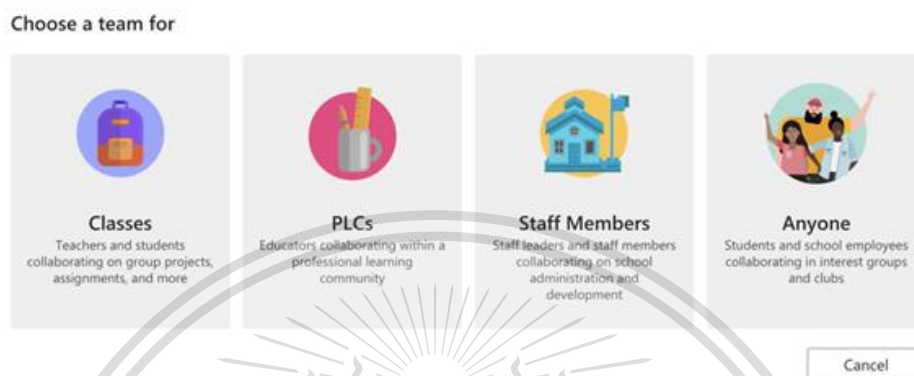 Choose a team for
Classes
Teachers and students
collaborating on group projects,
assignments, and more
PLCs
Educators collaborating within a
professional learning
community
Staff Members
Staff leaders and staff members
collaborating on school
administration and
development
Anyone
Students and school employees
collaborating in interest groups
and clubs
Cancel